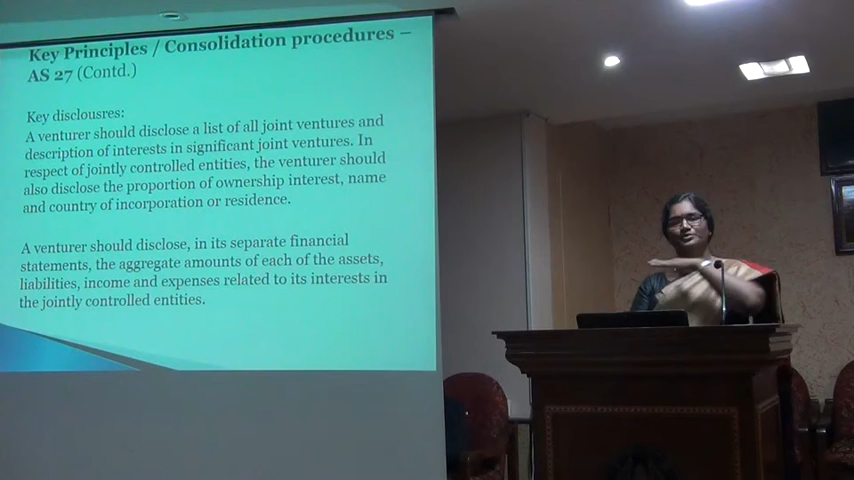 Key Principles / Consolidation procedures –
AS 27 (Contd.)
Key disclousres:
A venturer should disclose a list of all joint ventures and
description of interests in significant joint ventures. In
respect of jointly controlled entities, the venturer should
also disclose the proportion of ownership interest, name
and country of incorporation or residence.
A venturer should disclose, in its separate financial
statements, the aggregate amounts of each of the assets,
liabilities, income and expenses related to its interests in
the jointly controlled entities.